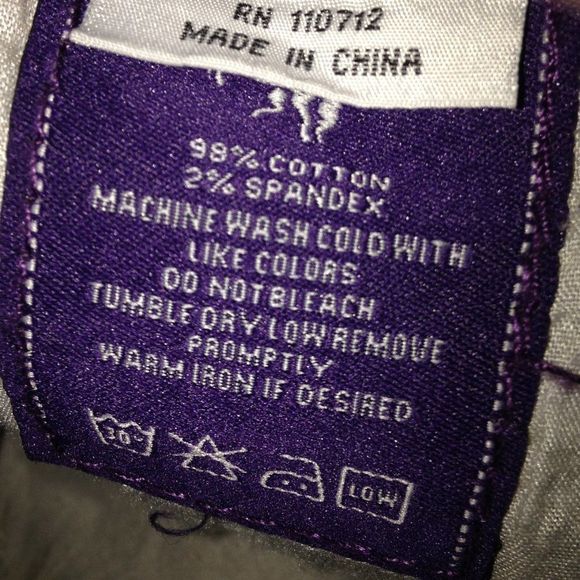 RN 110712
MADE IN CHINA
98% COTTON
2% SPANDEX
MACHINE WASH COLD WITH
LIKE COLORS
DO NOT BLEACH
TUMBLE DRY LOW REMOVE
PROMPTLY
WARM IRON IF DESIRED
30° LOW